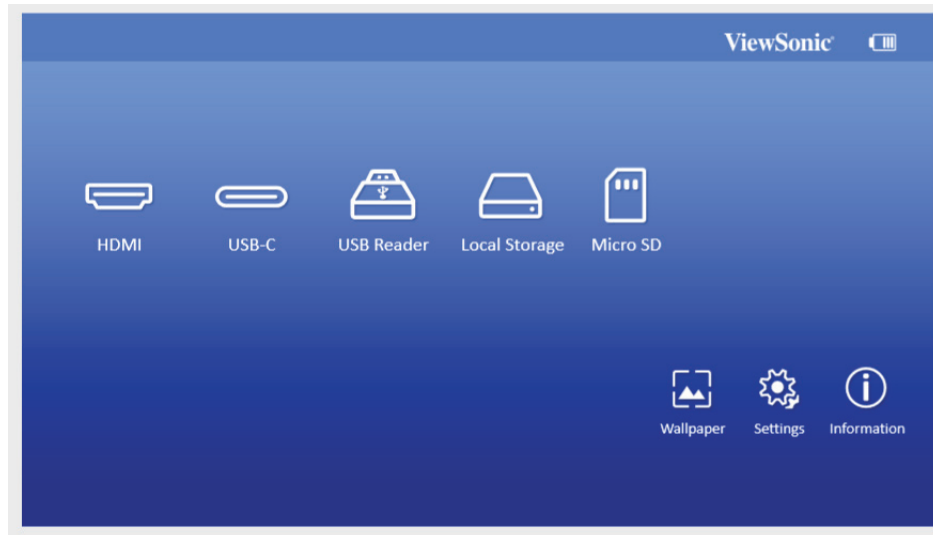 ViewSonic
HDMI
USB-C
USB Reader
Local Storage
Micro SD
Wallpaper
Settings
Information